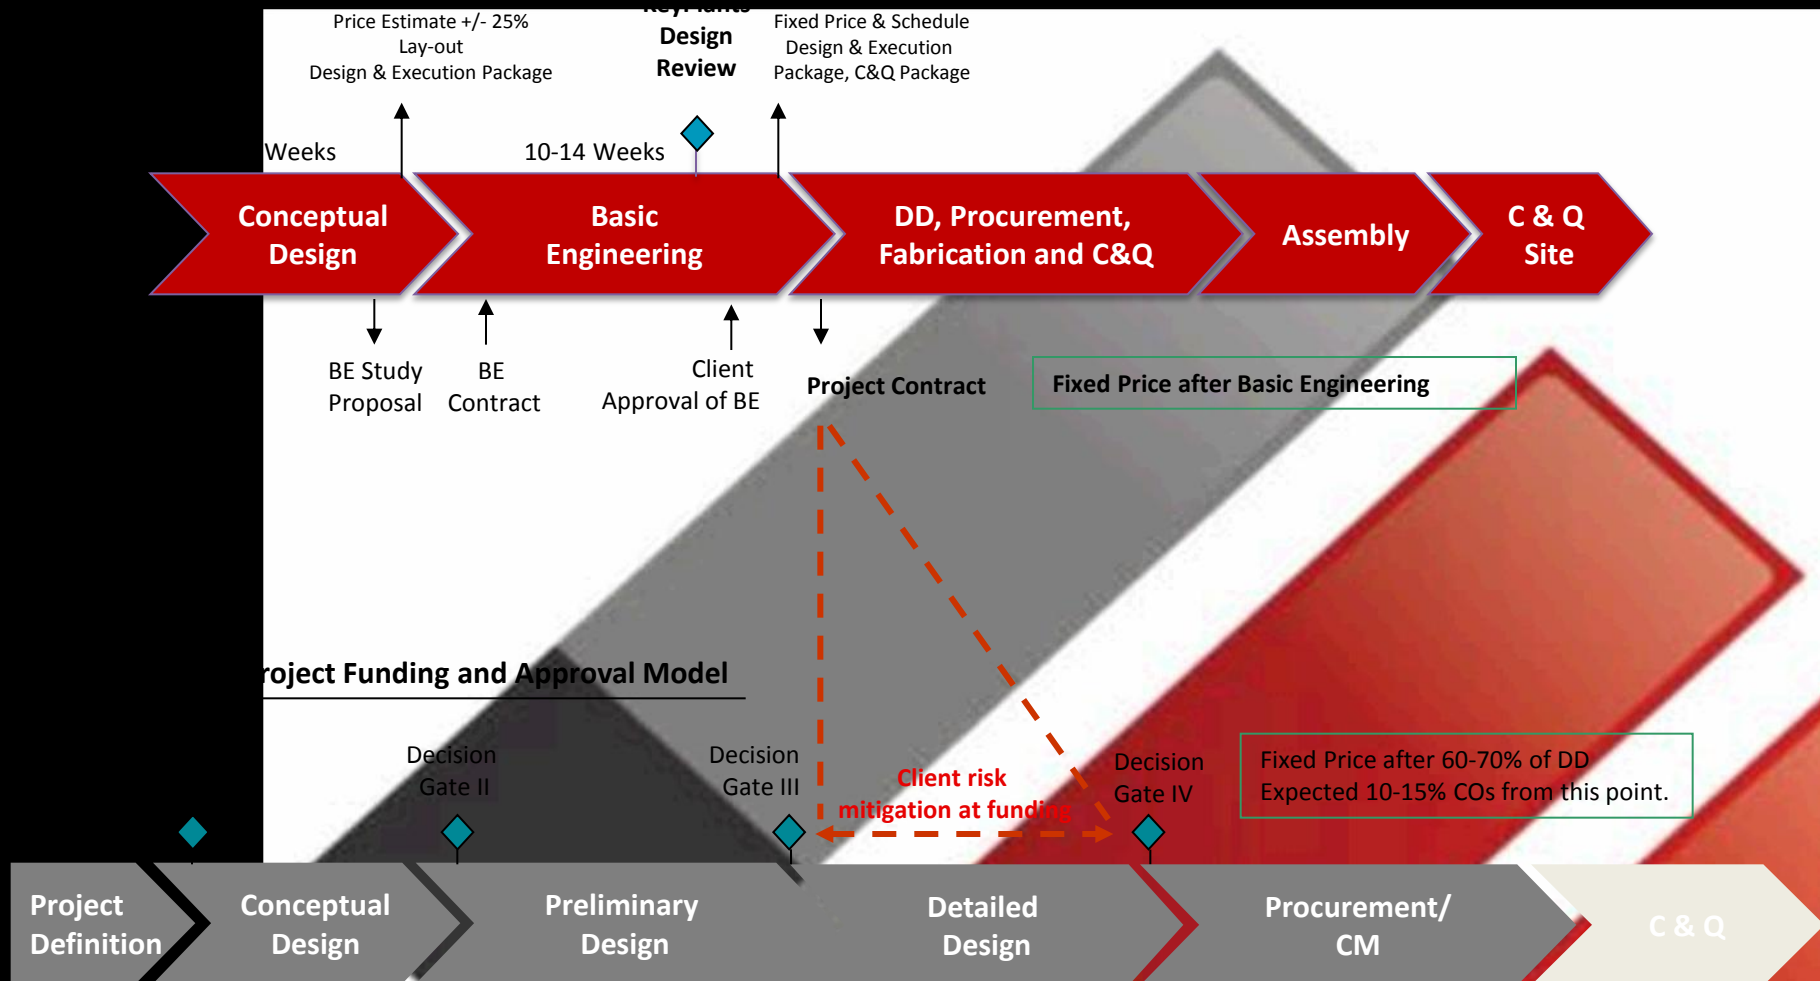 Price Estimate +/- 25%
Lay-out
Design & Execution Package
KeyPlants
Design
Review
Fixed Price & Schedule
Design & Execution
Package, C&Q Package
Weeks
10-14 Weeks
Conceptual
Design
Basic
Engineering
DD, Procurement,
Fabrication and C&Q
Assembly
C & Q
Site
BE Study
Proposal
BE
Contract
Client
Approval of BE
Project Contract
Fixed Price after Basic Engineering
roject Funding and Approval Model
Decision
Gate II
Decision
Gate III
Client risk
mitigation at funding
Decision
Gate IV
Fixed Price after 60-70% of DD
Expected 10-15% COs from this point.
Project
Definition
Conceptual
Design
Preliminary
Design
Detailed
Design
Procurement/
CM
C & Q